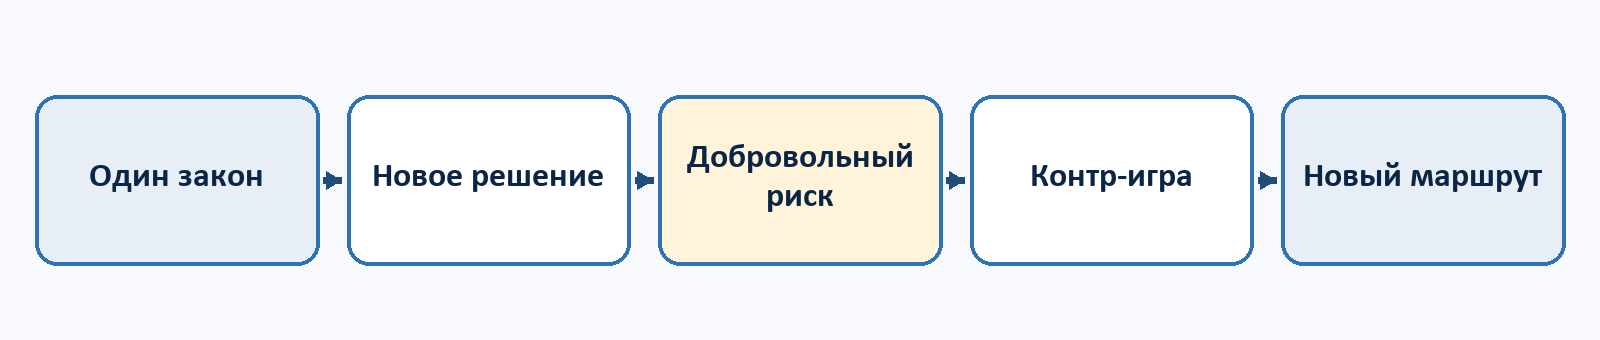 Один закон
Новое решение
Добровольный
риск
Контр-игра
Новый маршрут